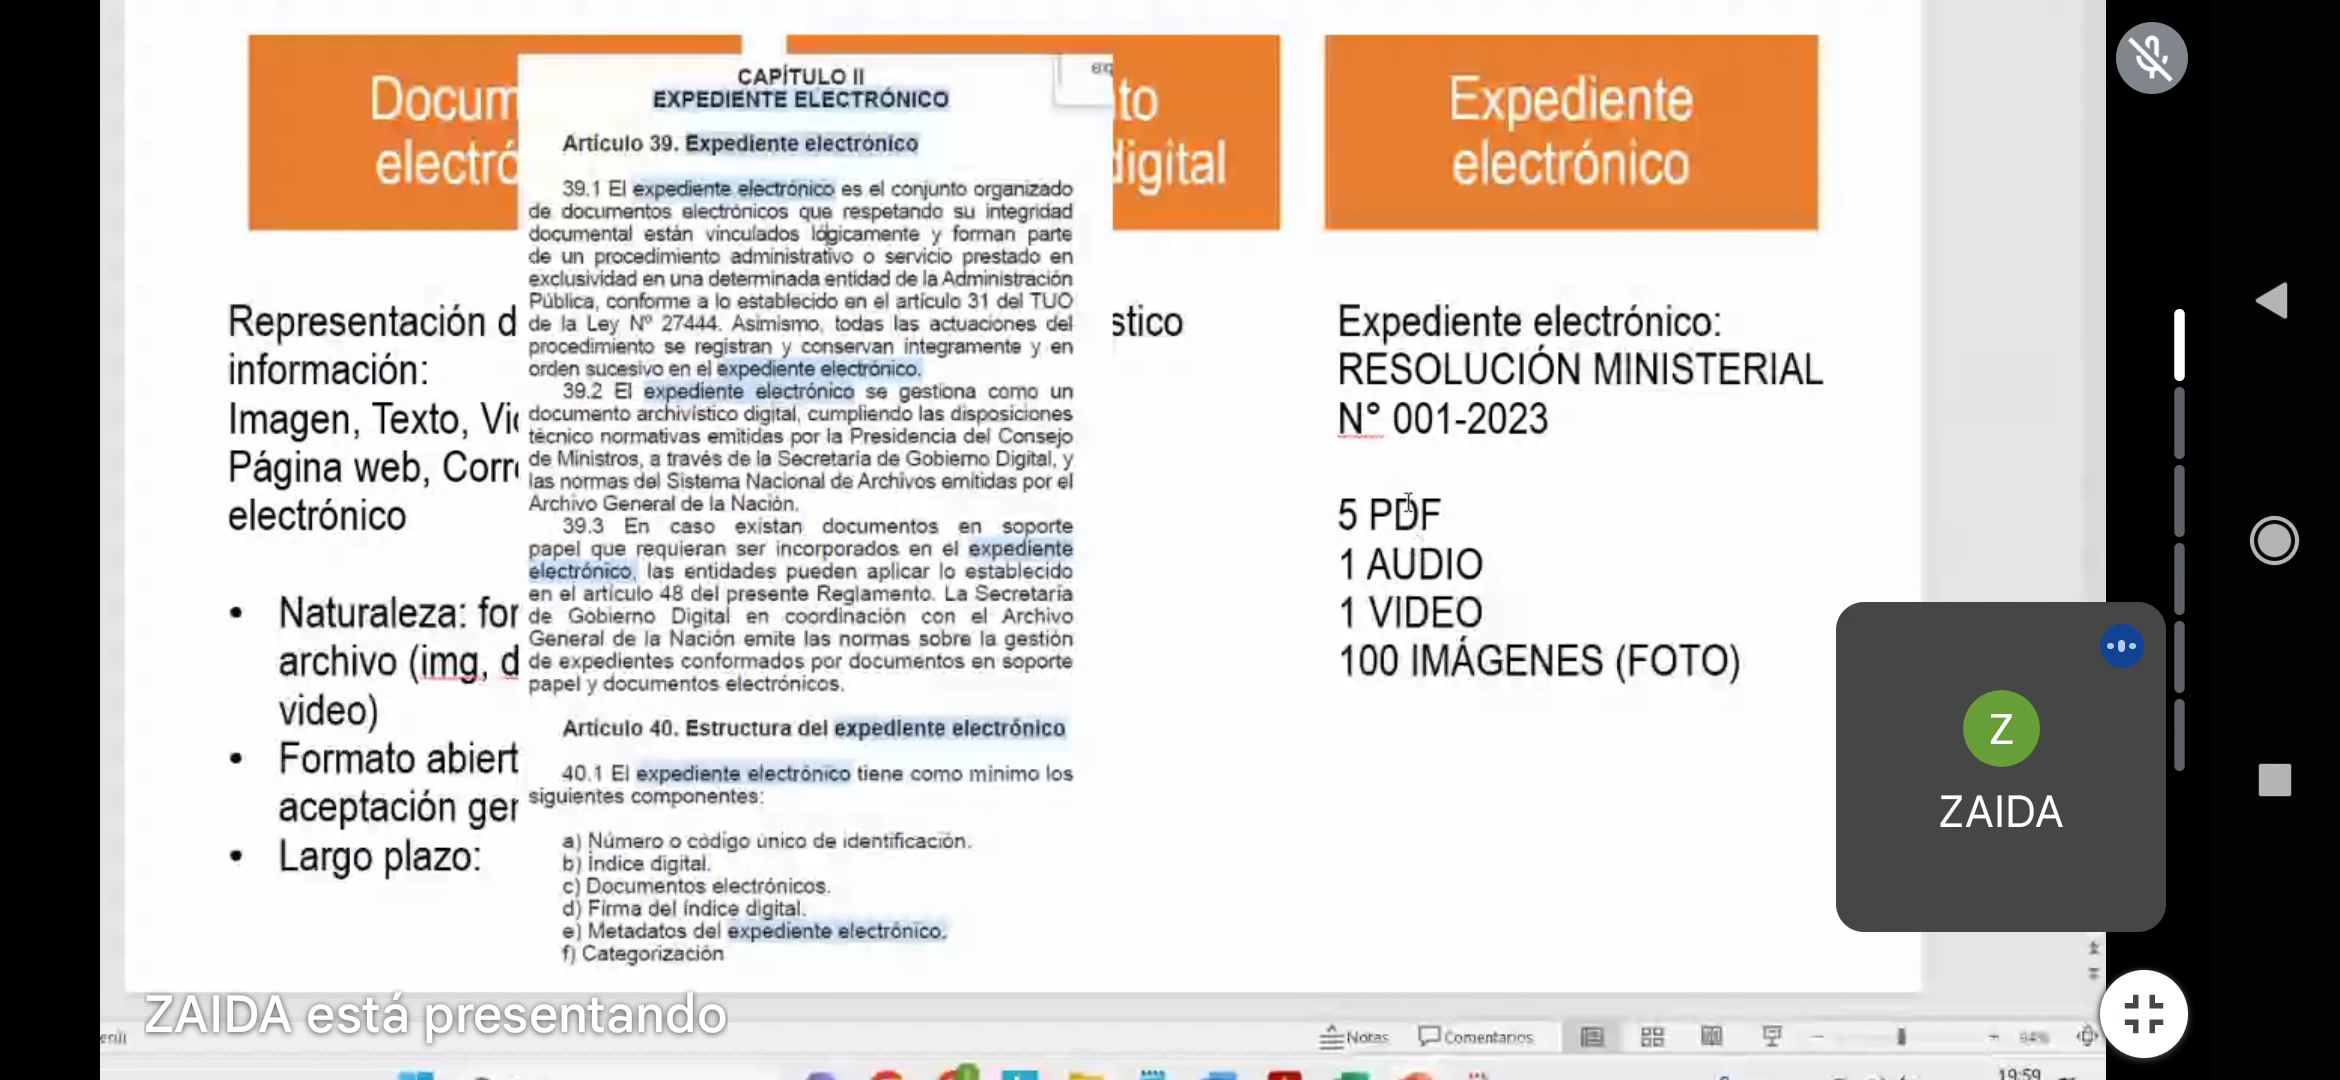 Docum
electró
to
digital
Expediente
electrónico
CAPÍTULO II
EXPEDIENTE ELECTRÓNICO
Artículo 39. Expediente electrónico
39.1 El expediente electrónico es el conjunto organizado
de documentos electrónicos que respetando su integridad
documental están vinculados lógicamente y forman parte
de un procedimiento administrativo o servicio prestado en
exclusividad en una determinada entidad de la Administración
Pública, conforme a lo establecido en el artículo 31 del TUO
de la Ley Nº 27444. Asimismo, todas las actuaciones del
procedimiento se registran y conservan íntegramente y en
orden sucesivo en el expediente electrónico.
39.2 El expediente electrónico se gestiona como un
documento archivístico digital, cumpliendo las disposiciones
técnico normativas emitidas por la Presidencia del Consejo
de Ministros, a través de la Secretaría de Gobierno Digital, y
las normas del Sistema Nacional de Archivos emitidas por el
Archivo General de la Nación.
39.3 En caso existan documentos en soporte
papel que requieran ser incorporados en el expediente
electrónico, las entidades pueden aplicar lo establecido
en el artículo 48 del presente Reglamento. La Secretaría
de Gobierno Digital en coordinación con el Archivo
General de la Nación emite las normas sobre la gestión
de expedientes conformados por documentos en soporte
papel y documentos electrónicos.
Artículo 40. Estructura del expediente electrónico
40.1 El expediente electrónico tiene como mínimo los
siguientes componentes:
a) Número o código único de identificación.
b) Índice digital.
c) Documentos electrónicos.
d) Firma del índice digital.
e) Metadatos del expediente electrónico.
f) Categorización
Representación d
información:
Imagen, Texto, Vi
Página web, Corr
electrónico
• Naturaleza: for
archivo (img, d
video)
• Formato abiert
aceptación ger
• Largo plazo:
stico
Expediente electrónico:
RESOLUCIÓN MINISTERIAL
N° 001-2023
5 PDF
1 AUDIO
1 VIDEO
100 IMÁGENES (FOTO)
Z
ZAIDA
ZAIDA está presentando
Notas
Comentarios
94%
19:59